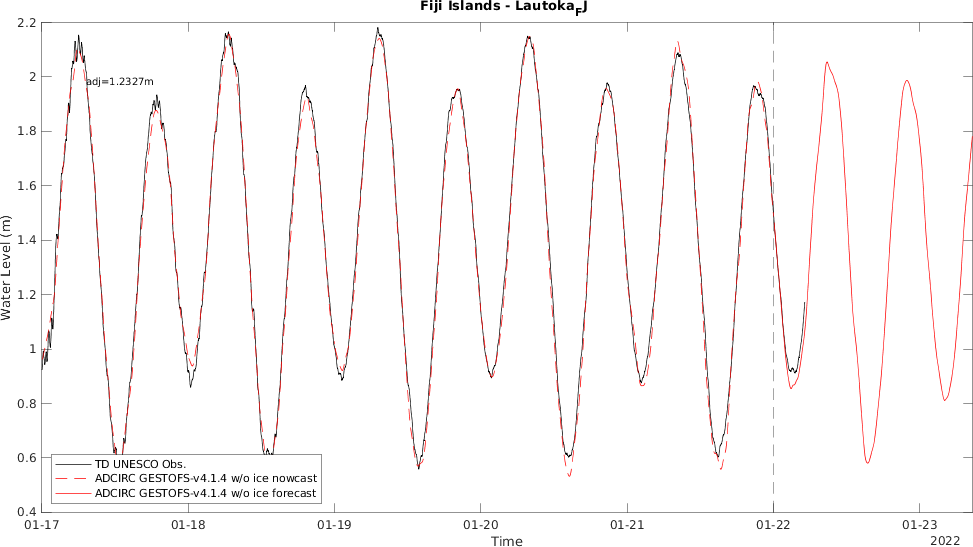 Fiji Islands - LautokaFJ
2.2
2
1.8
1.6
1.4
1.2
1
0.8
0.6
0.4
Water Level (m)
adj=1.2327m
TD UNESCO Obs.
ADCIRC GESTOFS-v4.1.4 w/o ice nowcast
ADCIRC GESTOFS-v4.1.4 w/o ice forecast
01-17 01-18 01-19 01-20 01-21 01-22 01-23
Time
2022